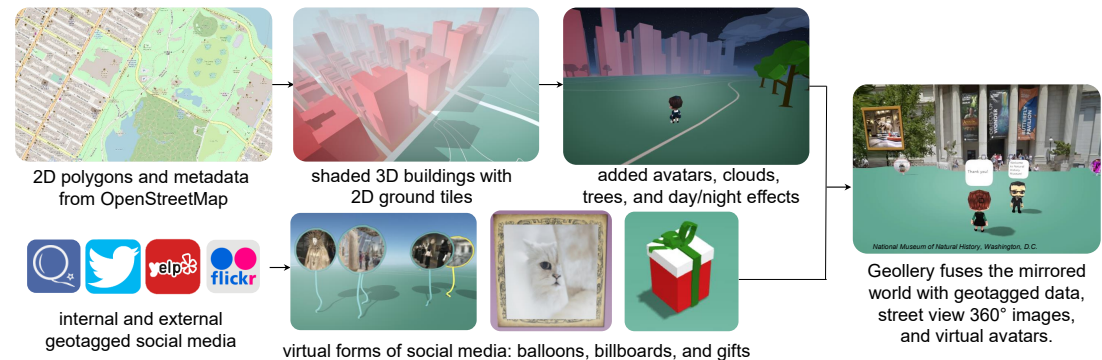 2D polygons and metadata
from OpenStreetMap
shaded 3D buildings with
2D ground tiles
added avatars, clouds,
trees, and day/night effects
BUTTERFLY
PAVILION
Thank you!
National Museum of Natural History, Washington, D.C.
Geollery fuses the mirrored
world with geotagged data,
street view 360° images,
and virtual avatars.
yelp
flickr
internal and external
geotagged social media
virtual forms of social media: balloons, billboards, and gifts